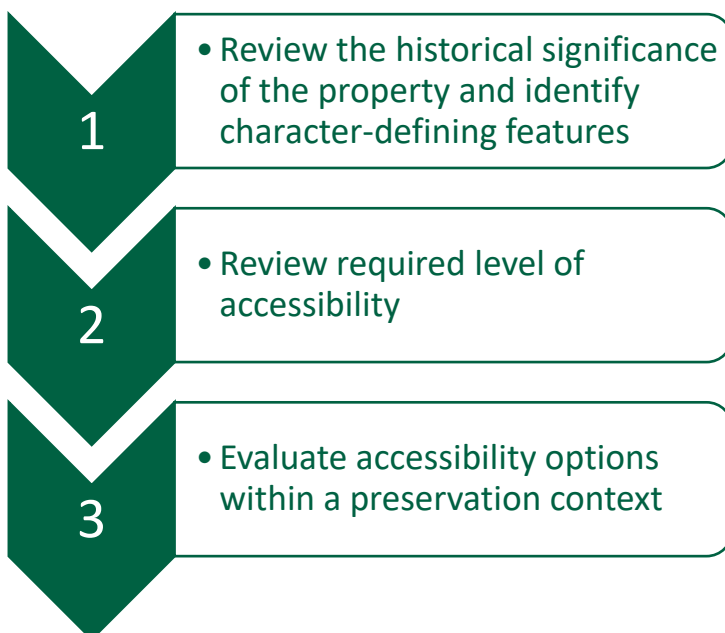 1
• Review the historical significance
of the property and identify
character-defining features
2
• Review required level of
accessibility
3
• Evaluate accessibility options
within a preservation context